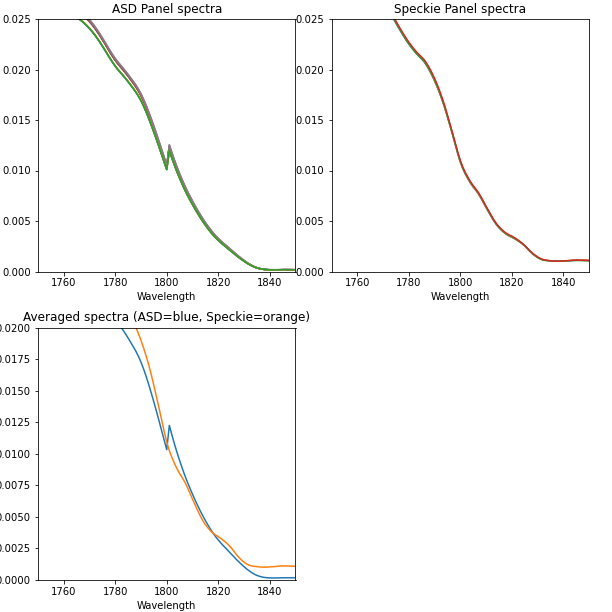 ASD Panel spectra
Speckie Panel spectra
0.025
0.020
0.015
0.010
0.005
0.000
1760 1780 1800 1820 1840
Wavelength
0.025
0.020
0.015
0.010
0.005
0.000
1760 1780 1800 1820 1840
Wavelength
Averaged spectra (ASD=blue, Speckie=orange)
0.0200
0.0175
0.0150
0.0125
0.0100
0.0075
0.0050
0.0025
0.0000
1760 1780 1800 1820 1840
Wavelength